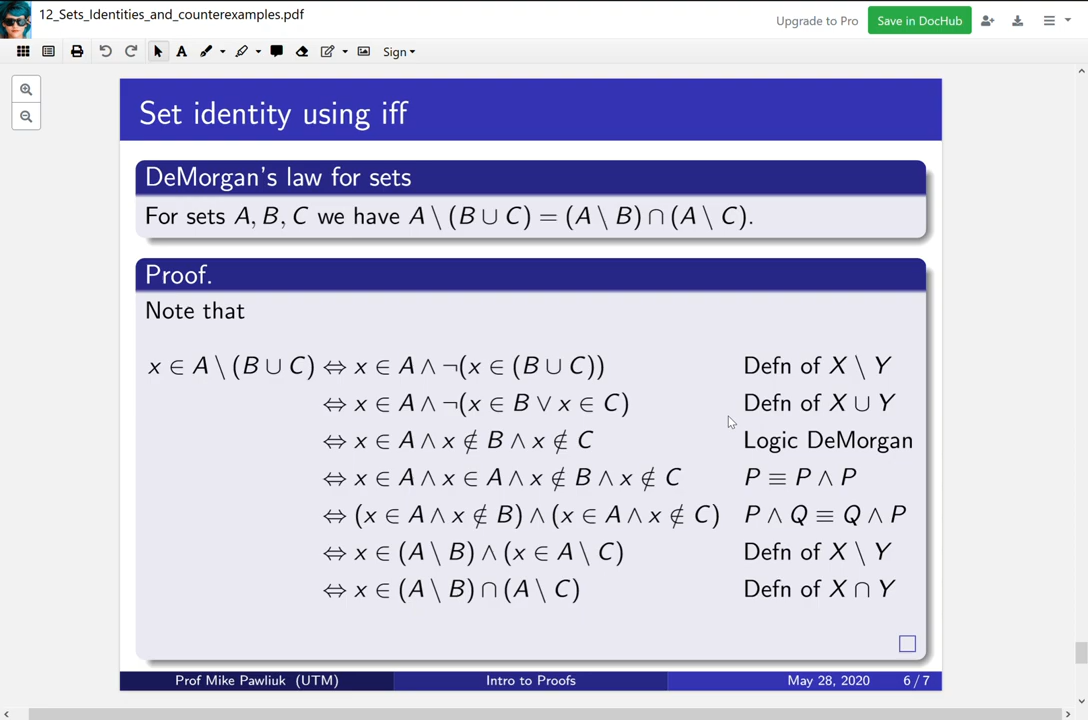 12_Sets_Identities_and_counterexamples.pdf
Upgrade to Pro
Save in DocHub
A
Sign
Set identity using iff
DeMorgan's law for sets
For sets A, B, C we have A \ (B ∪ C) = (A \ B) ∩ (A \ C).
Proof.
Note that
x ∈ A \ (B ∪ C) ⇔ x ∈ A ∧ ¬(x ∈ (B ∪ C)) Defn of X \ Y
⇔ x ∈ A ∧ ¬(x ∈ B ∨ x ∈ C) Defn of X ∪ Y
⇔ x ∈ A ∧ x ∉ B ∧ x ∉ C Logic DeMorgan
⇔ x ∈ A ∧ x ∈ A ∧ x ∉ B ∧ x ∉ C P ≡ P ∧ P
⇔ (x ∈ A ∧ x ∉ B) ∧ (x ∈ A ∧ x ∉ C) P ∧ Q ≡ Q ∧ P
⇔ x ∈ (A \ B) ∧ (x ∈ A \ C) Defn of X \ Y
⇔ x ∈ (A \ B) ∩ (A \ C) Defn of X ∩ Y
□
Prof Mike Pawliuk (UTM) Intro to Proofs May 28, 2020 6 / 7